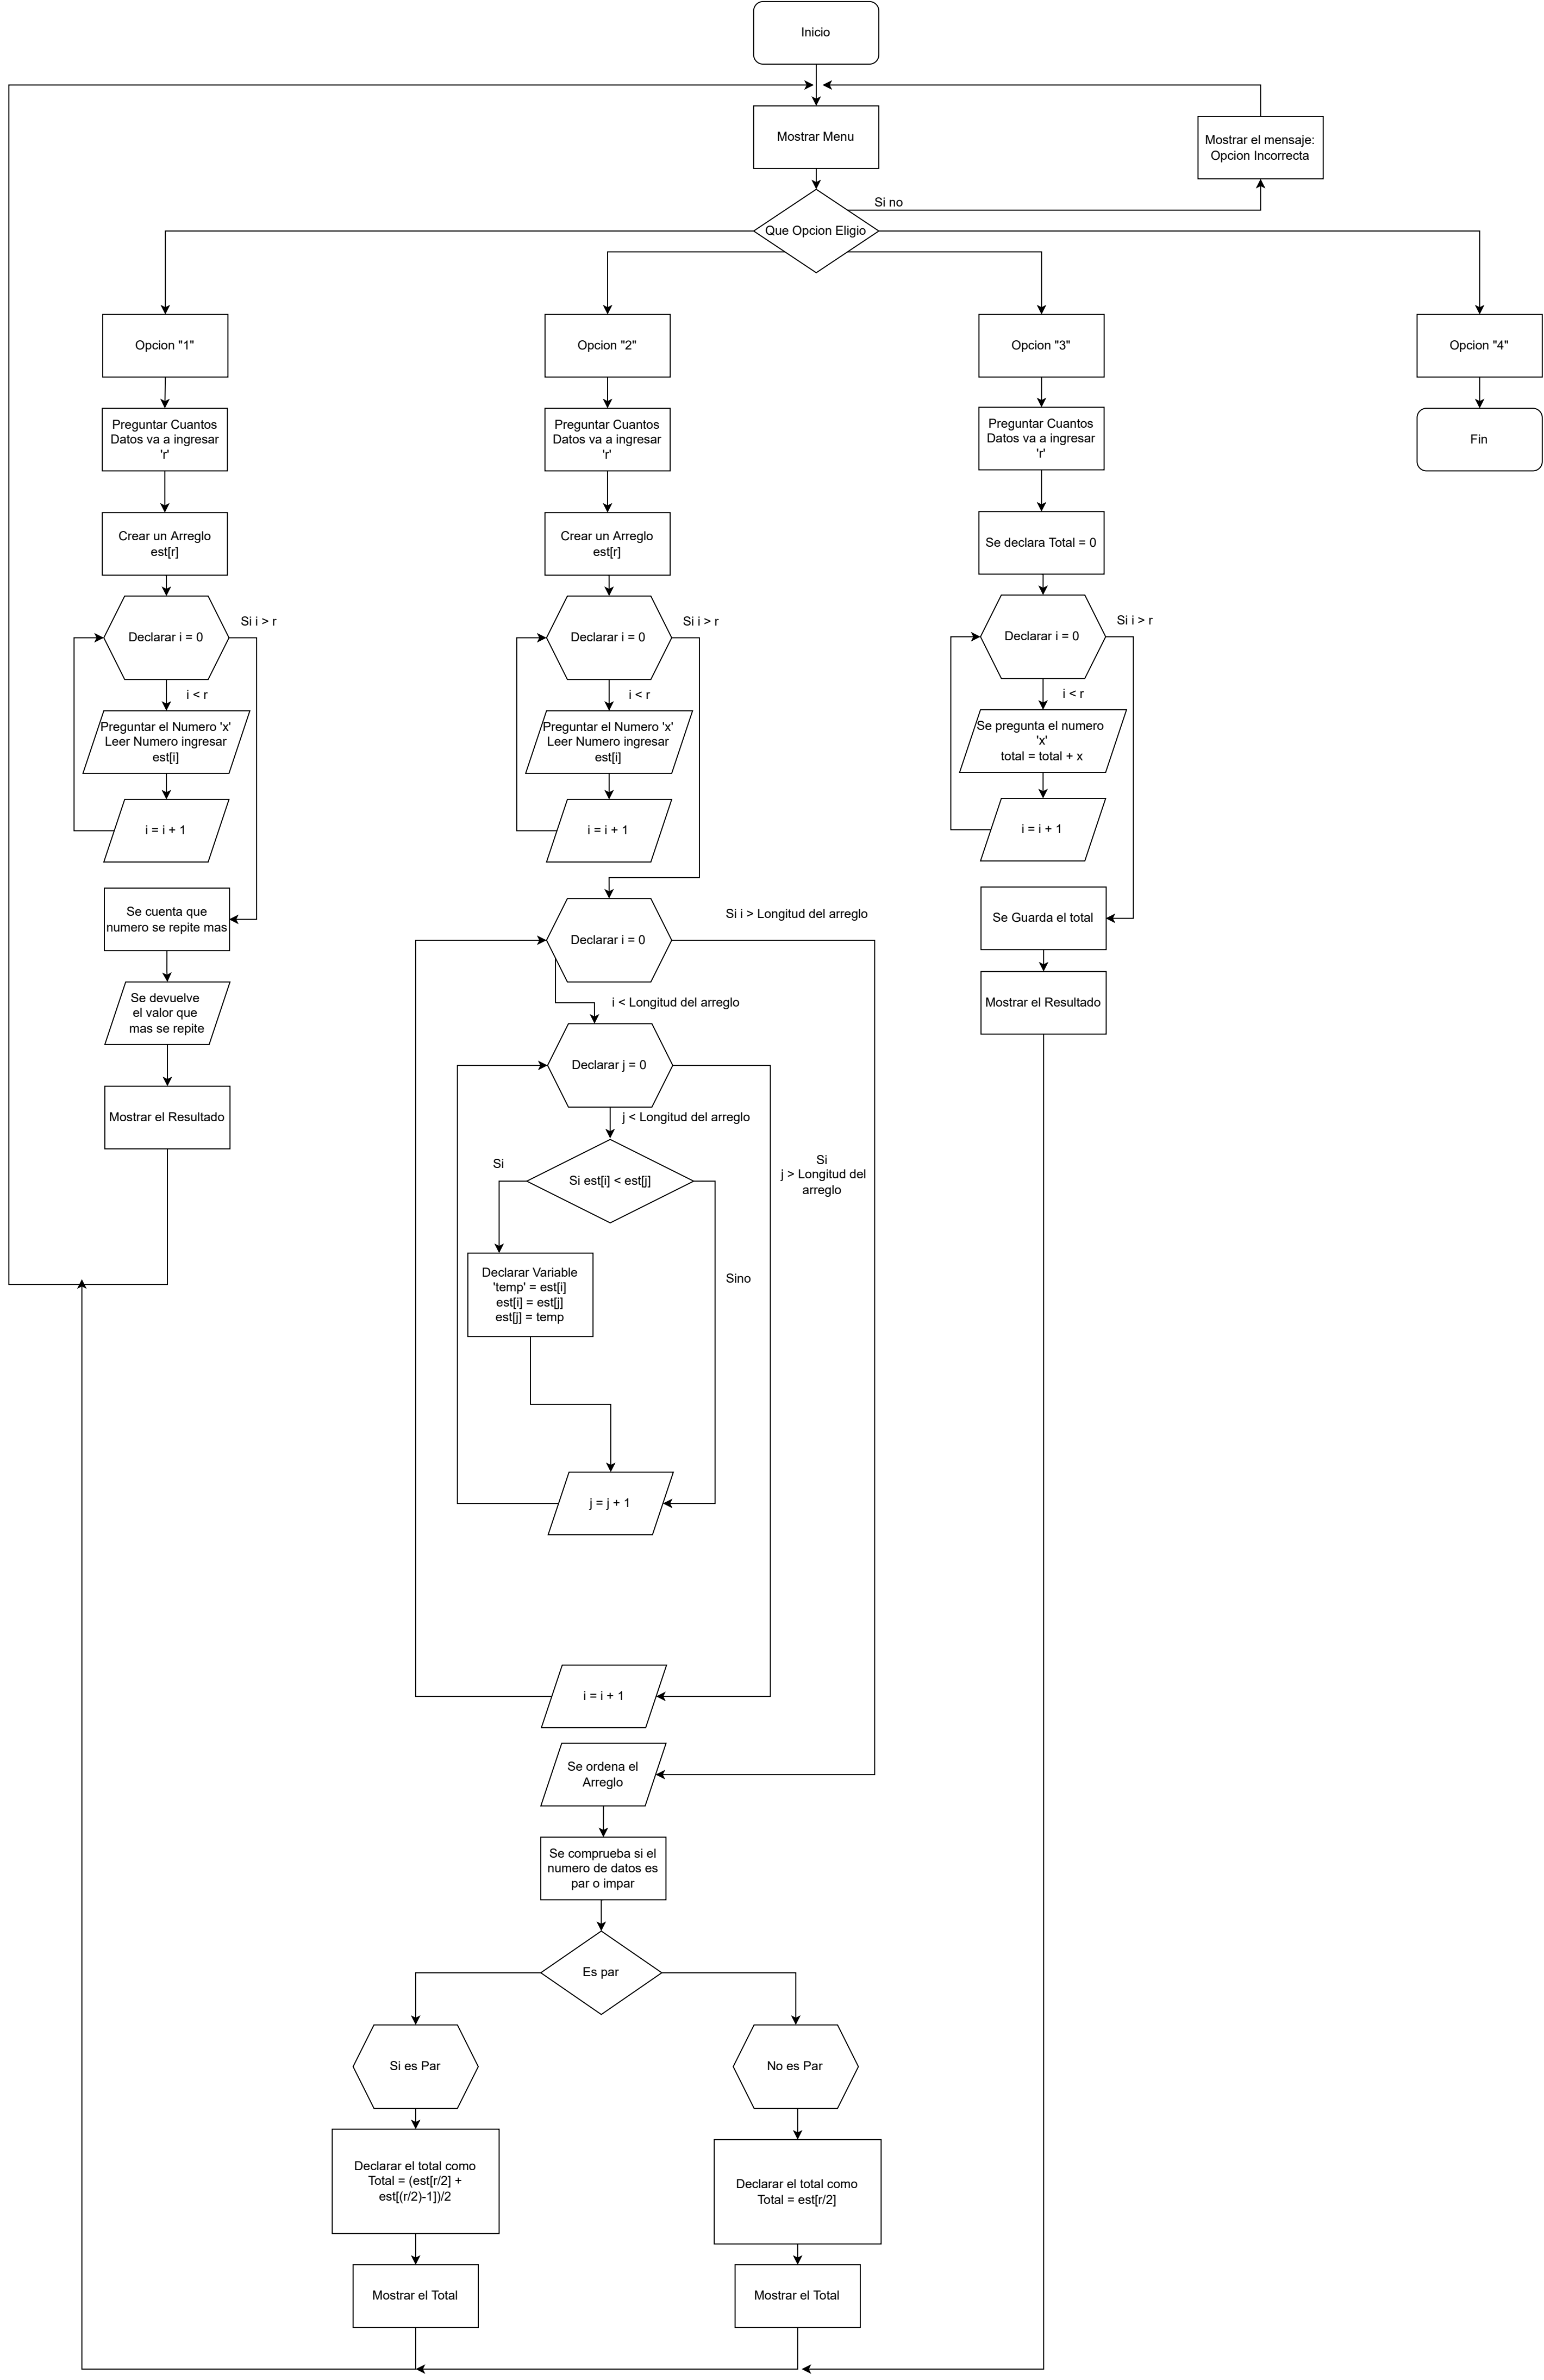 Inicio
Mostrar Menu
Mostrar el mensaje:
Opcion Incorrecta
Si no
Que Opcion Eligio
Opcion "1"
Preguntar Cuantos
Datos va a ingresar
'r'
Crear un Arreglo
est[r]
Declarar i = 0
Si i > r
i < r
Preguntar el Numero 'x'
Leer Numero ingresar
est[i]
i = i + 1
Se cuenta que
numero se repite mas
Se devuelve
el valor que
mas se repite
Mostrar el Resultado
Opcion "2"
Preguntar Cuantos
Datos va a ingresar
'r'
Crear un Arreglo
est[r]
Declarar i = 0
Si i > r
i < r
Preguntar el Numero 'x'
Leer Numero ingresar
est[i]
i = i + 1
Declarar i = 0
Si i > Longitud del arreglo
i < Longitud del arreglo
Declarar j = 0
j < Longitud del arreglo
Si
j > Longitud del
arreglo
Si
Si est[i] < est[j]
Sino
Declarar Variable
'temp' = est[i]
est[i] = est[j]
est[j] = temp
j = j + 1
i = i + 1
Se ordena el
Arreglo
Se comprueba si el
numero de datos es
par o impar
Es par
Si es Par
Declarar el total como
Total = (est[r/2] +
est[(r/2)-1])/2
Mostrar el Total
No es Par
Declarar el total como
Total = est[r/2]
Mostrar el Total
Opcion "3"
Preguntar Cuantos
Datos va a ingresar
'r'
Se declara Total = 0
Declarar i = 0
Si i > r
i < r
Se pregunta el numero
'x'
total = total + x
i = i + 1
Se Guarda el total
Mostrar el Resultado
Opcion "4"
Fin